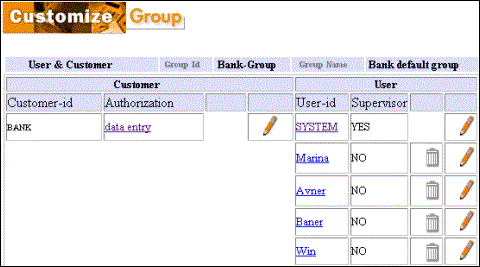 Customize Group
User & Customer Group Id Bank-Group Group Name Bank default group
Customer User
Customer-id Authorization User-id Supervisor
BANK data entry SYSTEM YES
Marina NO
Avner NO
Baner NO
Win NO